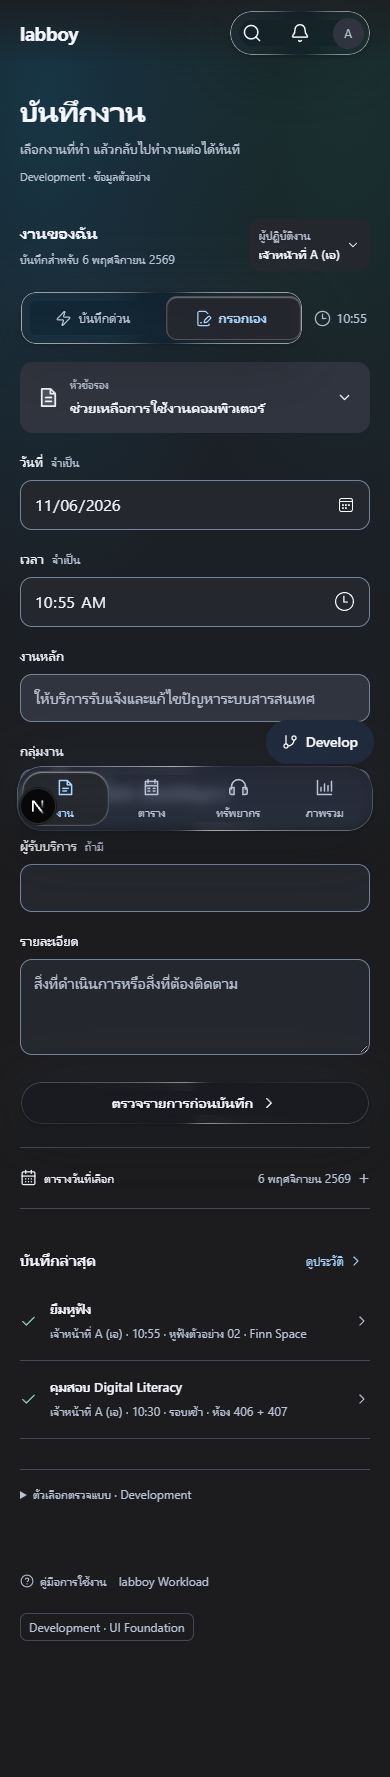 labboy
A
บันทึกงาน
เลือกงานที่ทำ แล้วกลับไปทำงานต่อได้ทันที
Development · ข้อมูลตัวอย่าง
งานของฉัน
บันทึกสำหรับ 6 พฤศจิกายน 2569
ผู้ปฏิบัติงาน
เจ้าหน้าที่ A (เอ)
บันทึกด่วน
กรอกเอง
10:55
หัวข้อรอง
ช่วยเหลือการใช้งานคอมพิวเตอร์
วันที่ จำเป็น
11/06/2026
เวลา จำเป็น
10:55 AM
งานหลัก
ให้บริการรับแจ้งและแก้ไขปัญหาระบบสารสนเทศ
กลุ่มงาน
Develop
N
งาน
ตาราง
ทรัพยากร
ภาพรวม
ผู้รับบริการ ถ้ามี
รายละเอียด
สิ่งที่ดำเนินการหรือสิ่งที่ต้องติดตาม
ตรวจรายการก่อนบันทึก
ตารางวันที่เลือก
6 พฤศจิกายน 2569 +
บันทึกล่าสุด
ดูประวัติ
ยืมหูฟัง
เจ้าหน้าที่ A (เอ) · 10:55 · หูฟังตัวอย่าง 02 · Finn Space
คุมสอบ Digital Literacy
เจ้าหน้าที่ A (เอ) · 10:30 · รอบเช้า · ห้อง 406 + 407
ตัวเลือกตรวจแบบ · Development
คู่มือการใช้งาน
labboy Workload
Development · UI Foundation